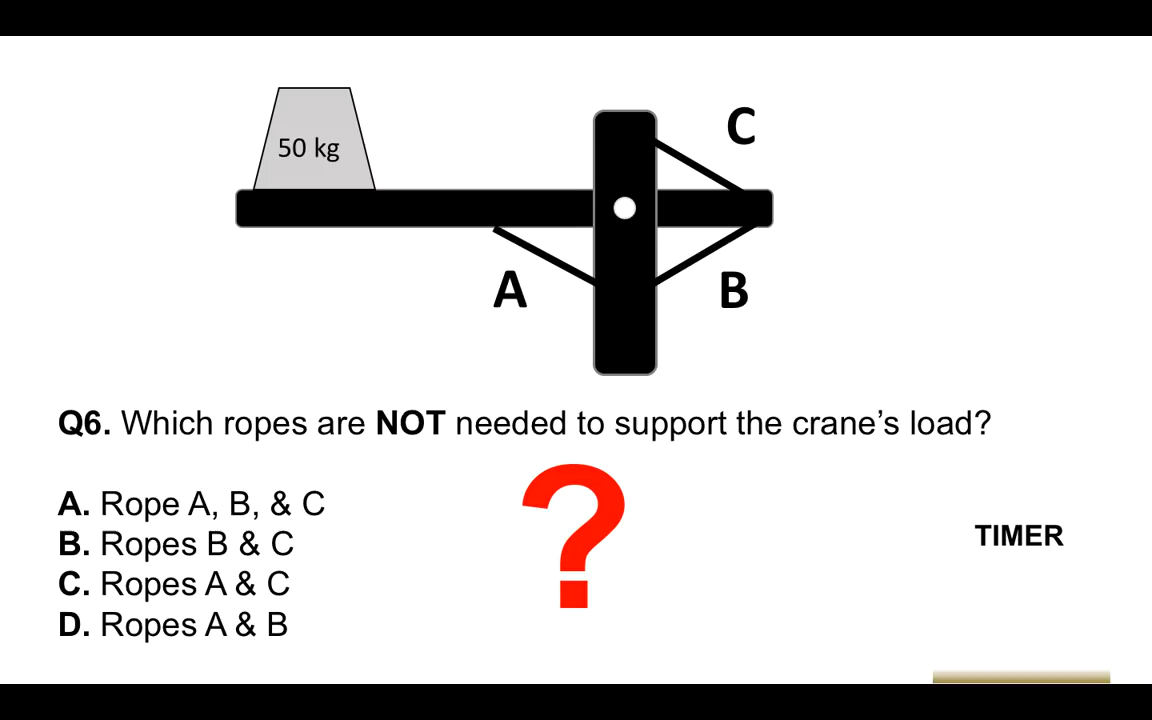 C
50 kg
A
B
Q6. Which ropes are NOT needed to support the crane’s load?
A. Rope A, B, & C
B. Ropes B & C
C. Ropes A & C
D. Ropes A & B
?
TIMER